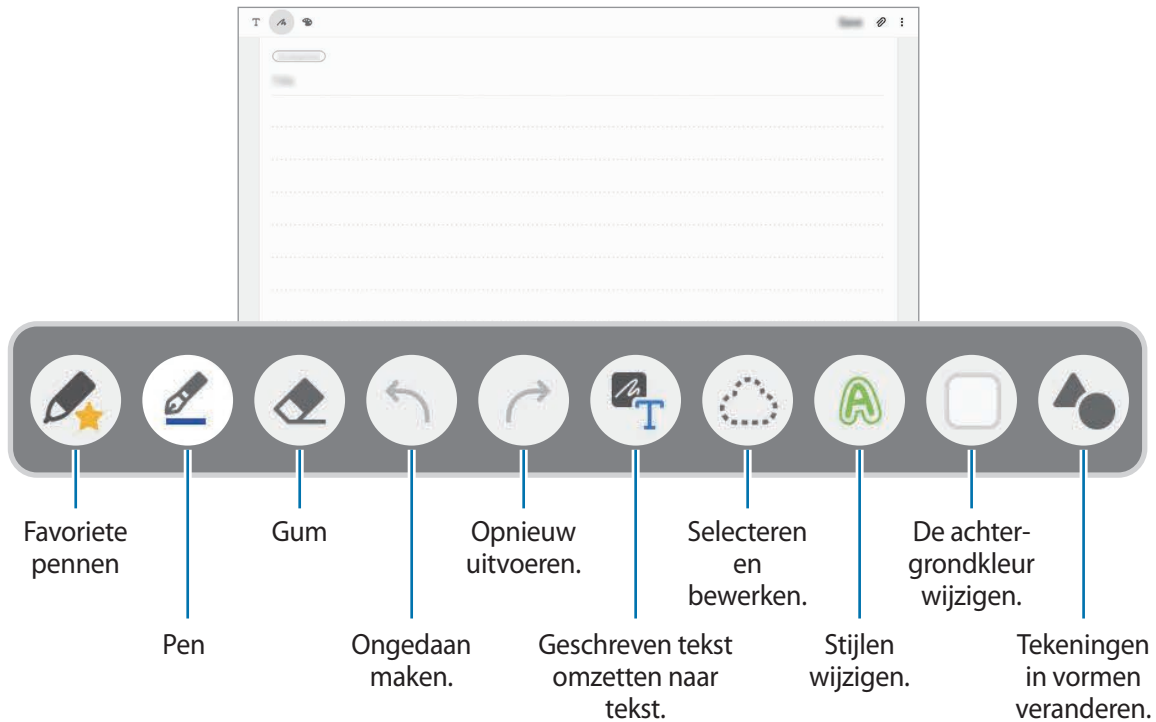 T
Favoriete
pennen
Gum
Opnieuw
uitvoeren.
Selecteren
en
bewerken.
De achter-
grondkleur
wijzigen.
Pen
Ongedaan
maken.
Geschreven tekst
omzetten naar
tekst.
Stijlen
wijzigen.
Tekeningen
in vormen
veranderen.